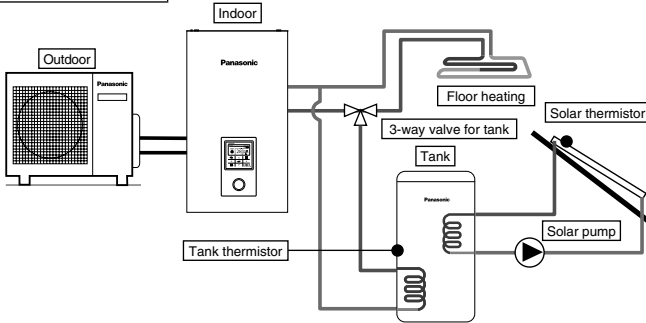 Indoor
Outdoor
Panasonic
Panasonic
Floor heating
Solar thermistor
3-way valve for tank
Tank
Panasonic
Solar pump
Tank thermistor